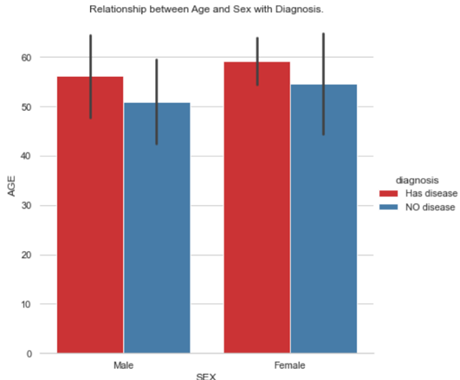 Relationship between Age and Sex with Diagnosis.
60
50
40
30
20
10
0
AGE
Male
Female
SEX
diagnosis
Has disease
NO disease